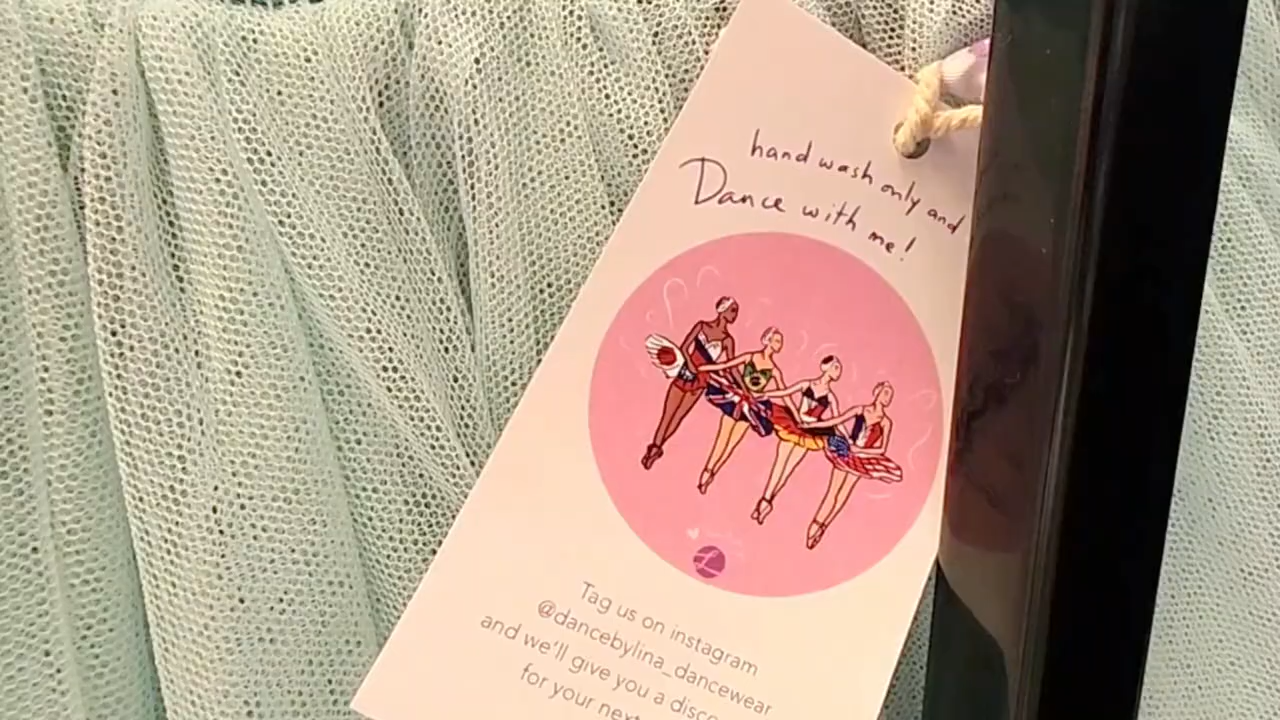 hand wash only and
Dance with me!
L
Tag us on instagram
@dancebylina_dancewear
and we'll give you a disco
for your next